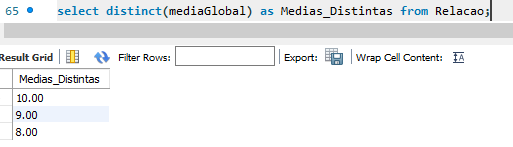 65 select distinct(mediaGlobal) as Medias_Distintas from Relacao;
Result Grid Filter Rows: Export: Wrap Cell Content: IA
Medias_Distintas
10.00
9.00
8.00